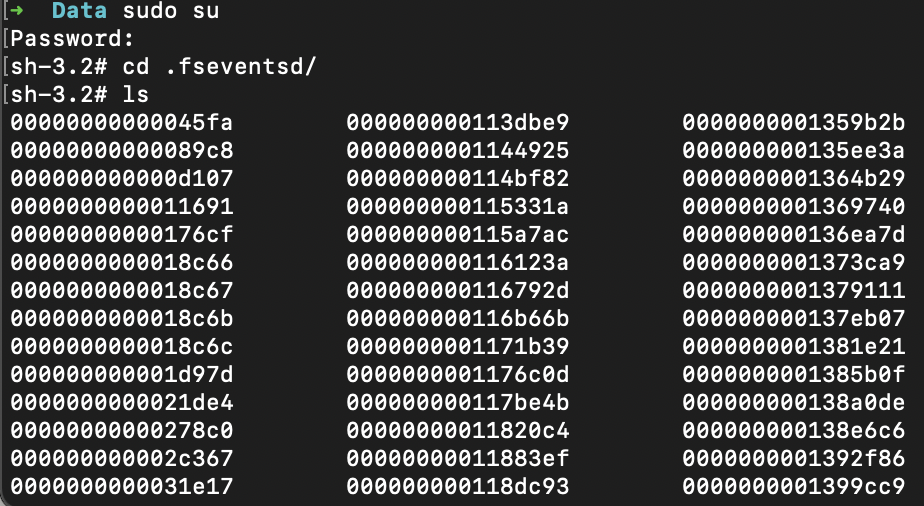 ➜  Data sudo su
Password:
sh-3.2# cd .fseventsd/
sh-3.2# ls
00000000000045fa 000000000113dbe9 0000000001359b2b
00000000000089c8 0000000001144925 000000000135ee3a
000000000000d107 000000000114bf82 0000000001364b29
0000000000011691 000000000115331a 0000000001369740
00000000000176cf 000000000115a7ac 000000000136ea7d
0000000000018c66 000000000116123a 0000000001373ca9
0000000000018c67 000000000116792d 0000000001379111
0000000000018c6b 000000000116b66b 000000000137eb07
0000000000018c6c 0000000001171b39 0000000001381e21
000000000001d97d 0000000001176c0d 0000000001385b0f
0000000000021de4 000000000117be4b 000000000138a0de
00000000000278c0 00000000011820c4 000000000138e6c6
000000000002c367 00000000011883ef 0000000001392f86
0000000000031e17 000000000118dc93 0000000001399cc9